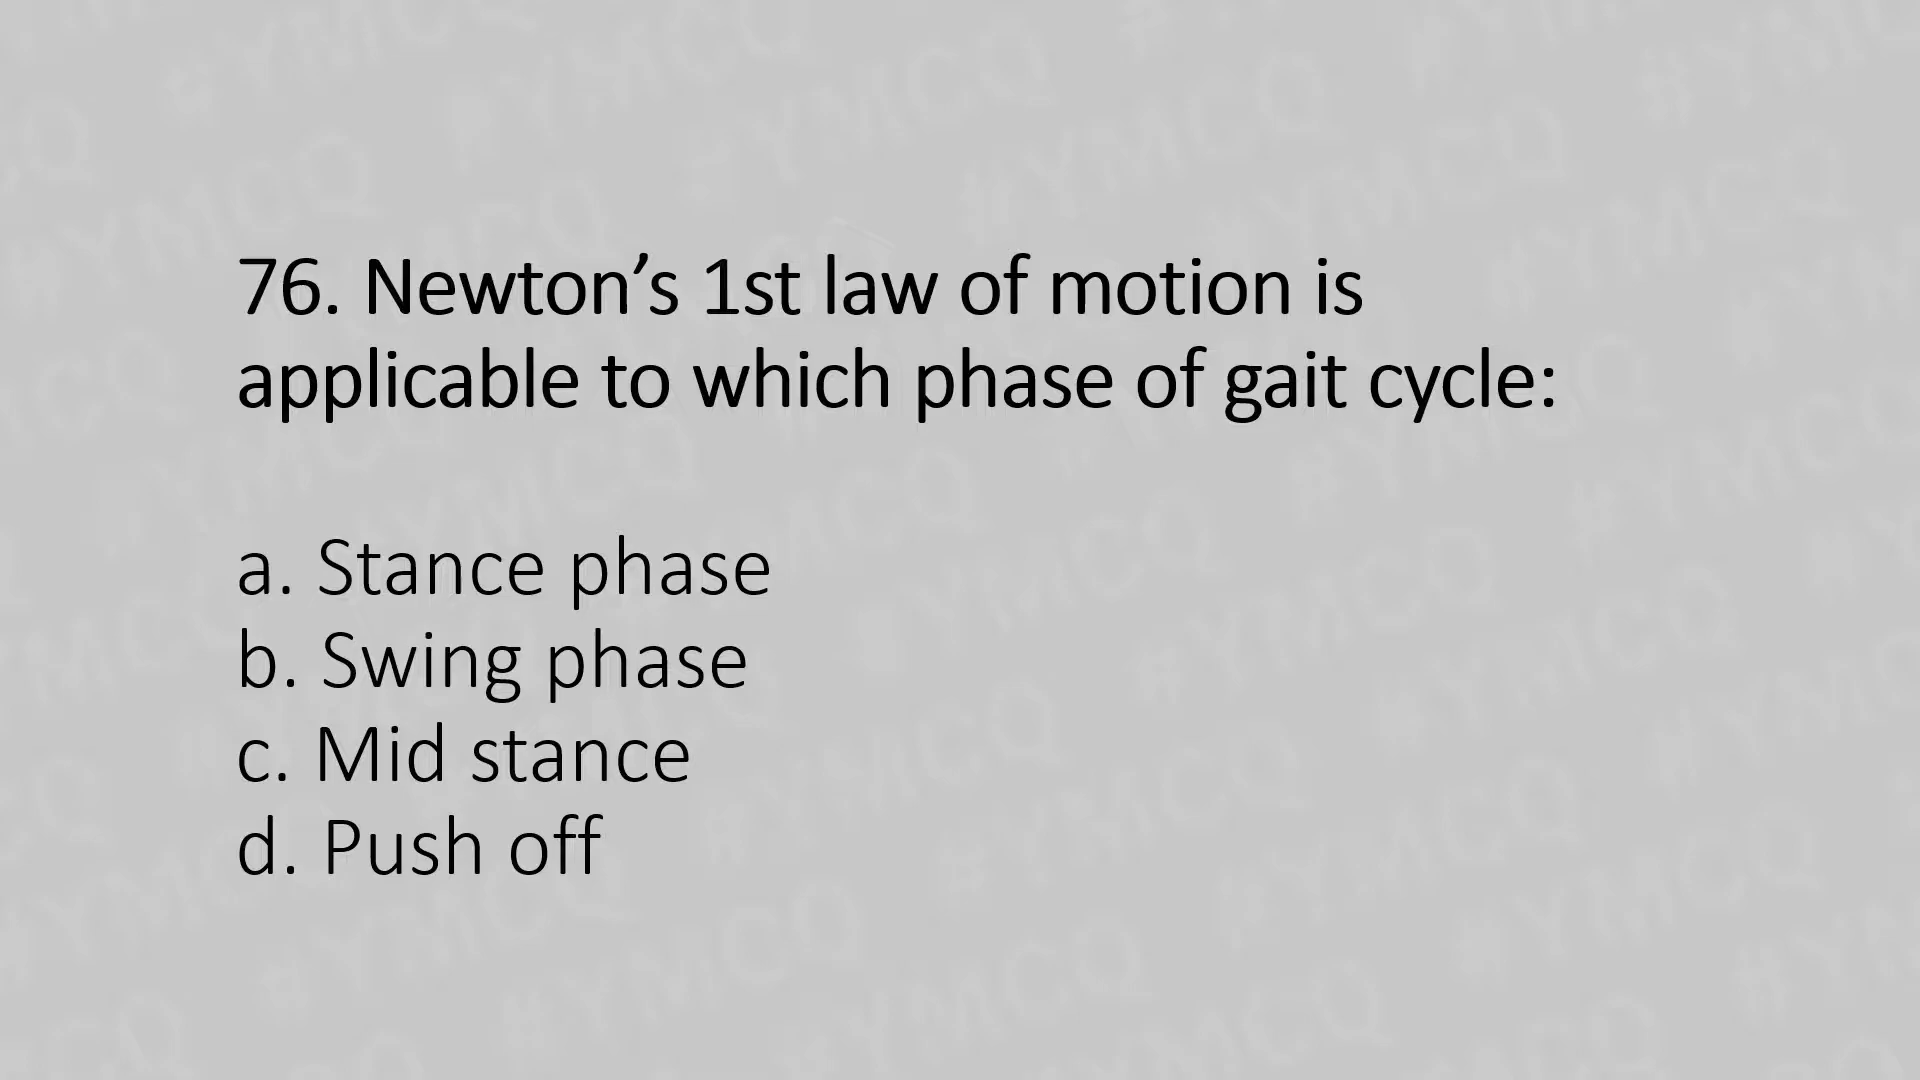 76. Newton’s 1st law of motion is
applicable to which phase of gait cycle:
a. Stance phase
b. Swing phase
c. Mid stance
d. Push off